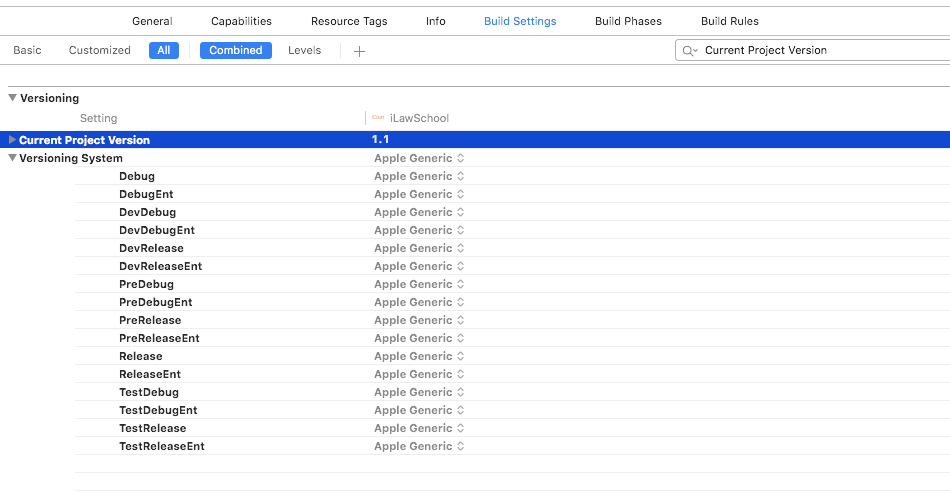 General Capabilities Resource Tags Info Build Settings Build Phases Build Rules
Basic Customized All Combined Levels + Current Project Version
Versioning
Setting iLawSchool
Current Project Version 1.1
Versioning System Apple Generic
Debug Apple Generic
DebugEnt Apple Generic
DevDebug Apple Generic
DevDebugEnt Apple Generic
DevRelease Apple Generic
DevReleaseEnt Apple Generic
PreDebug Apple Generic
PreDebugEnt Apple Generic
PreRelease Apple Generic
PreReleaseEnt Apple Generic
Release Apple Generic
ReleaseEnt Apple Generic
TestDebug Apple Generic
TestDebugEnt Apple Generic
TestRelease Apple Generic
TestReleaseEnt Apple Generic